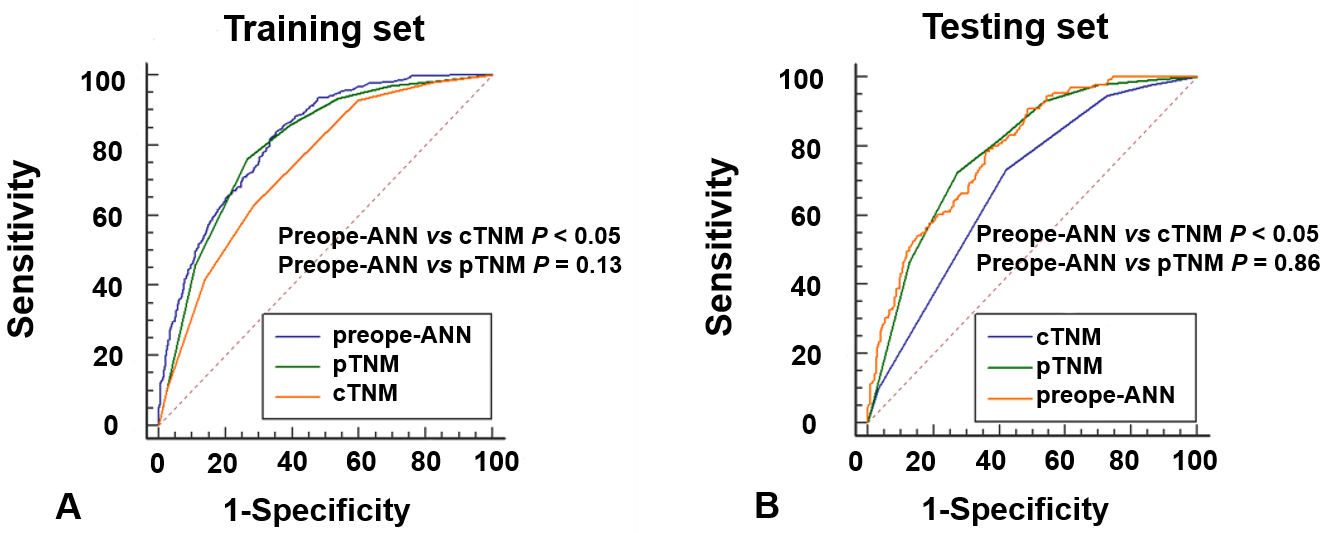 Training set
Sensitivity
100
80
60
40
20
0
Preope-ANN vs cTNM P < 0.05
Preope-ANN vs pTNM P = 0.13
preope-ANN
pTNM
cTNM
0 20 40 60 80 100
1-Specificity
A
Testing set
Sensitivity
100
80
60
40
20
0
Preope-ANN vs cTNM P < 0.05
Preope-ANN vs pTNM P = 0.86
cTNM
pTNM
preope-ANN
0 20 40 60 80 100
1-Specificity
B